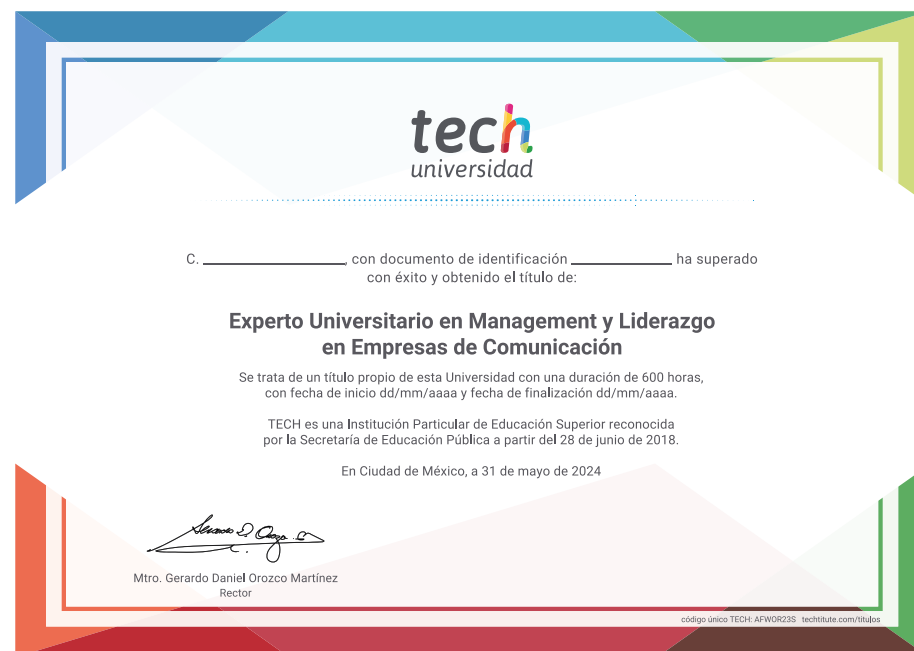 tech
universidad
C. ____________________, con documento de identificación ______________ ha superado
con éxito y obtenido el título de:
Experto Universitario en Management y Liderazgo
en Empresas de Comunicación
Se trata de un título propio de esta Universidad con una duración de 600 horas,
con fecha de inicio dd/mm/aaaa y fecha de finalización dd/mm/aaaa.
TECH es una Institución Particular de Educación Superior reconocida
por la Secretaría de Educación Pública a partir del 28 de junio de 2018.
En Ciudad de México, a 31 de mayo de 2024
Mtro. Gerardo Daniel Orozco Martínez
Rector
código único TECH: AFWOR23S techtitute.com/titulos